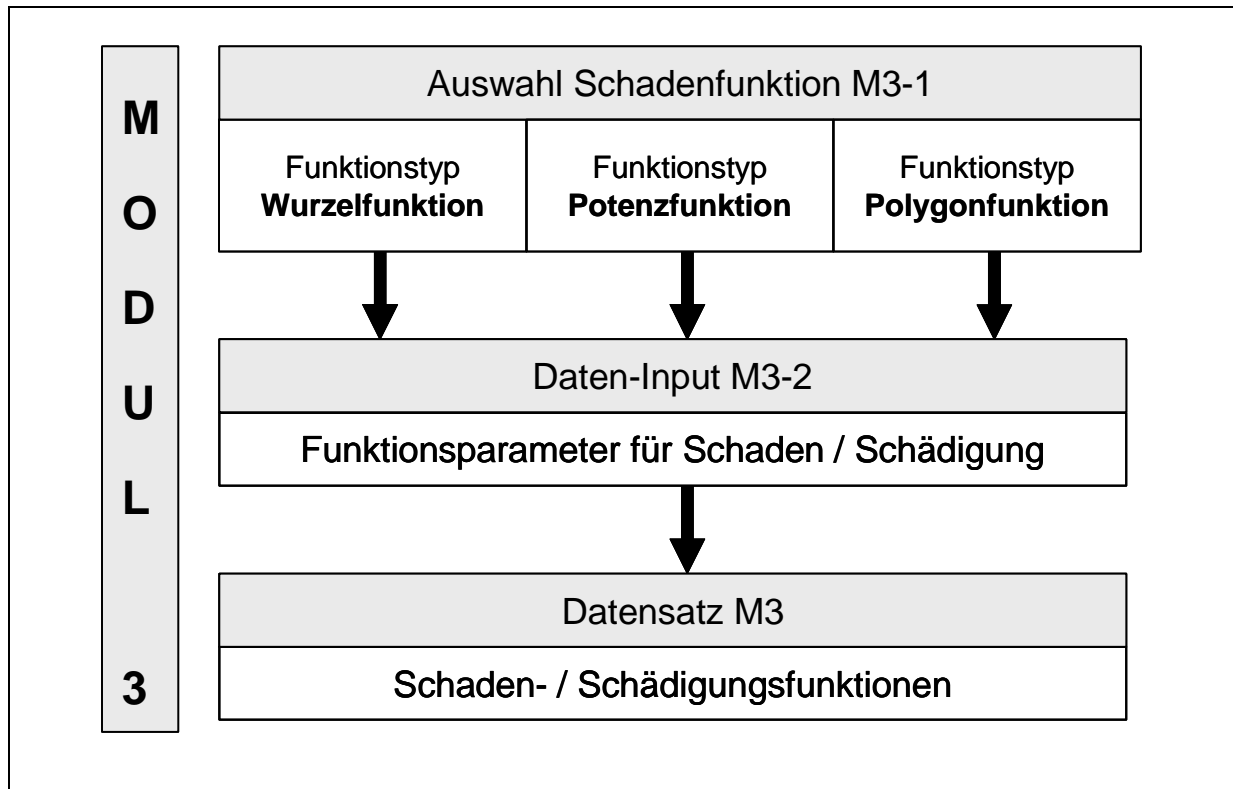 M
O
D
U
L
3
Auswahl Schadenfunktion M3-1
Funktionstyp
Wurzelfunktion
Funktionstyp
Potenzfunktion
Funktionstyp
Polygonfunktion
Daten-Input M3-2
Funktionsparameter für Schaden / Schädigung
Datensatz M3
Schaden- / Schädigungsfunktionen